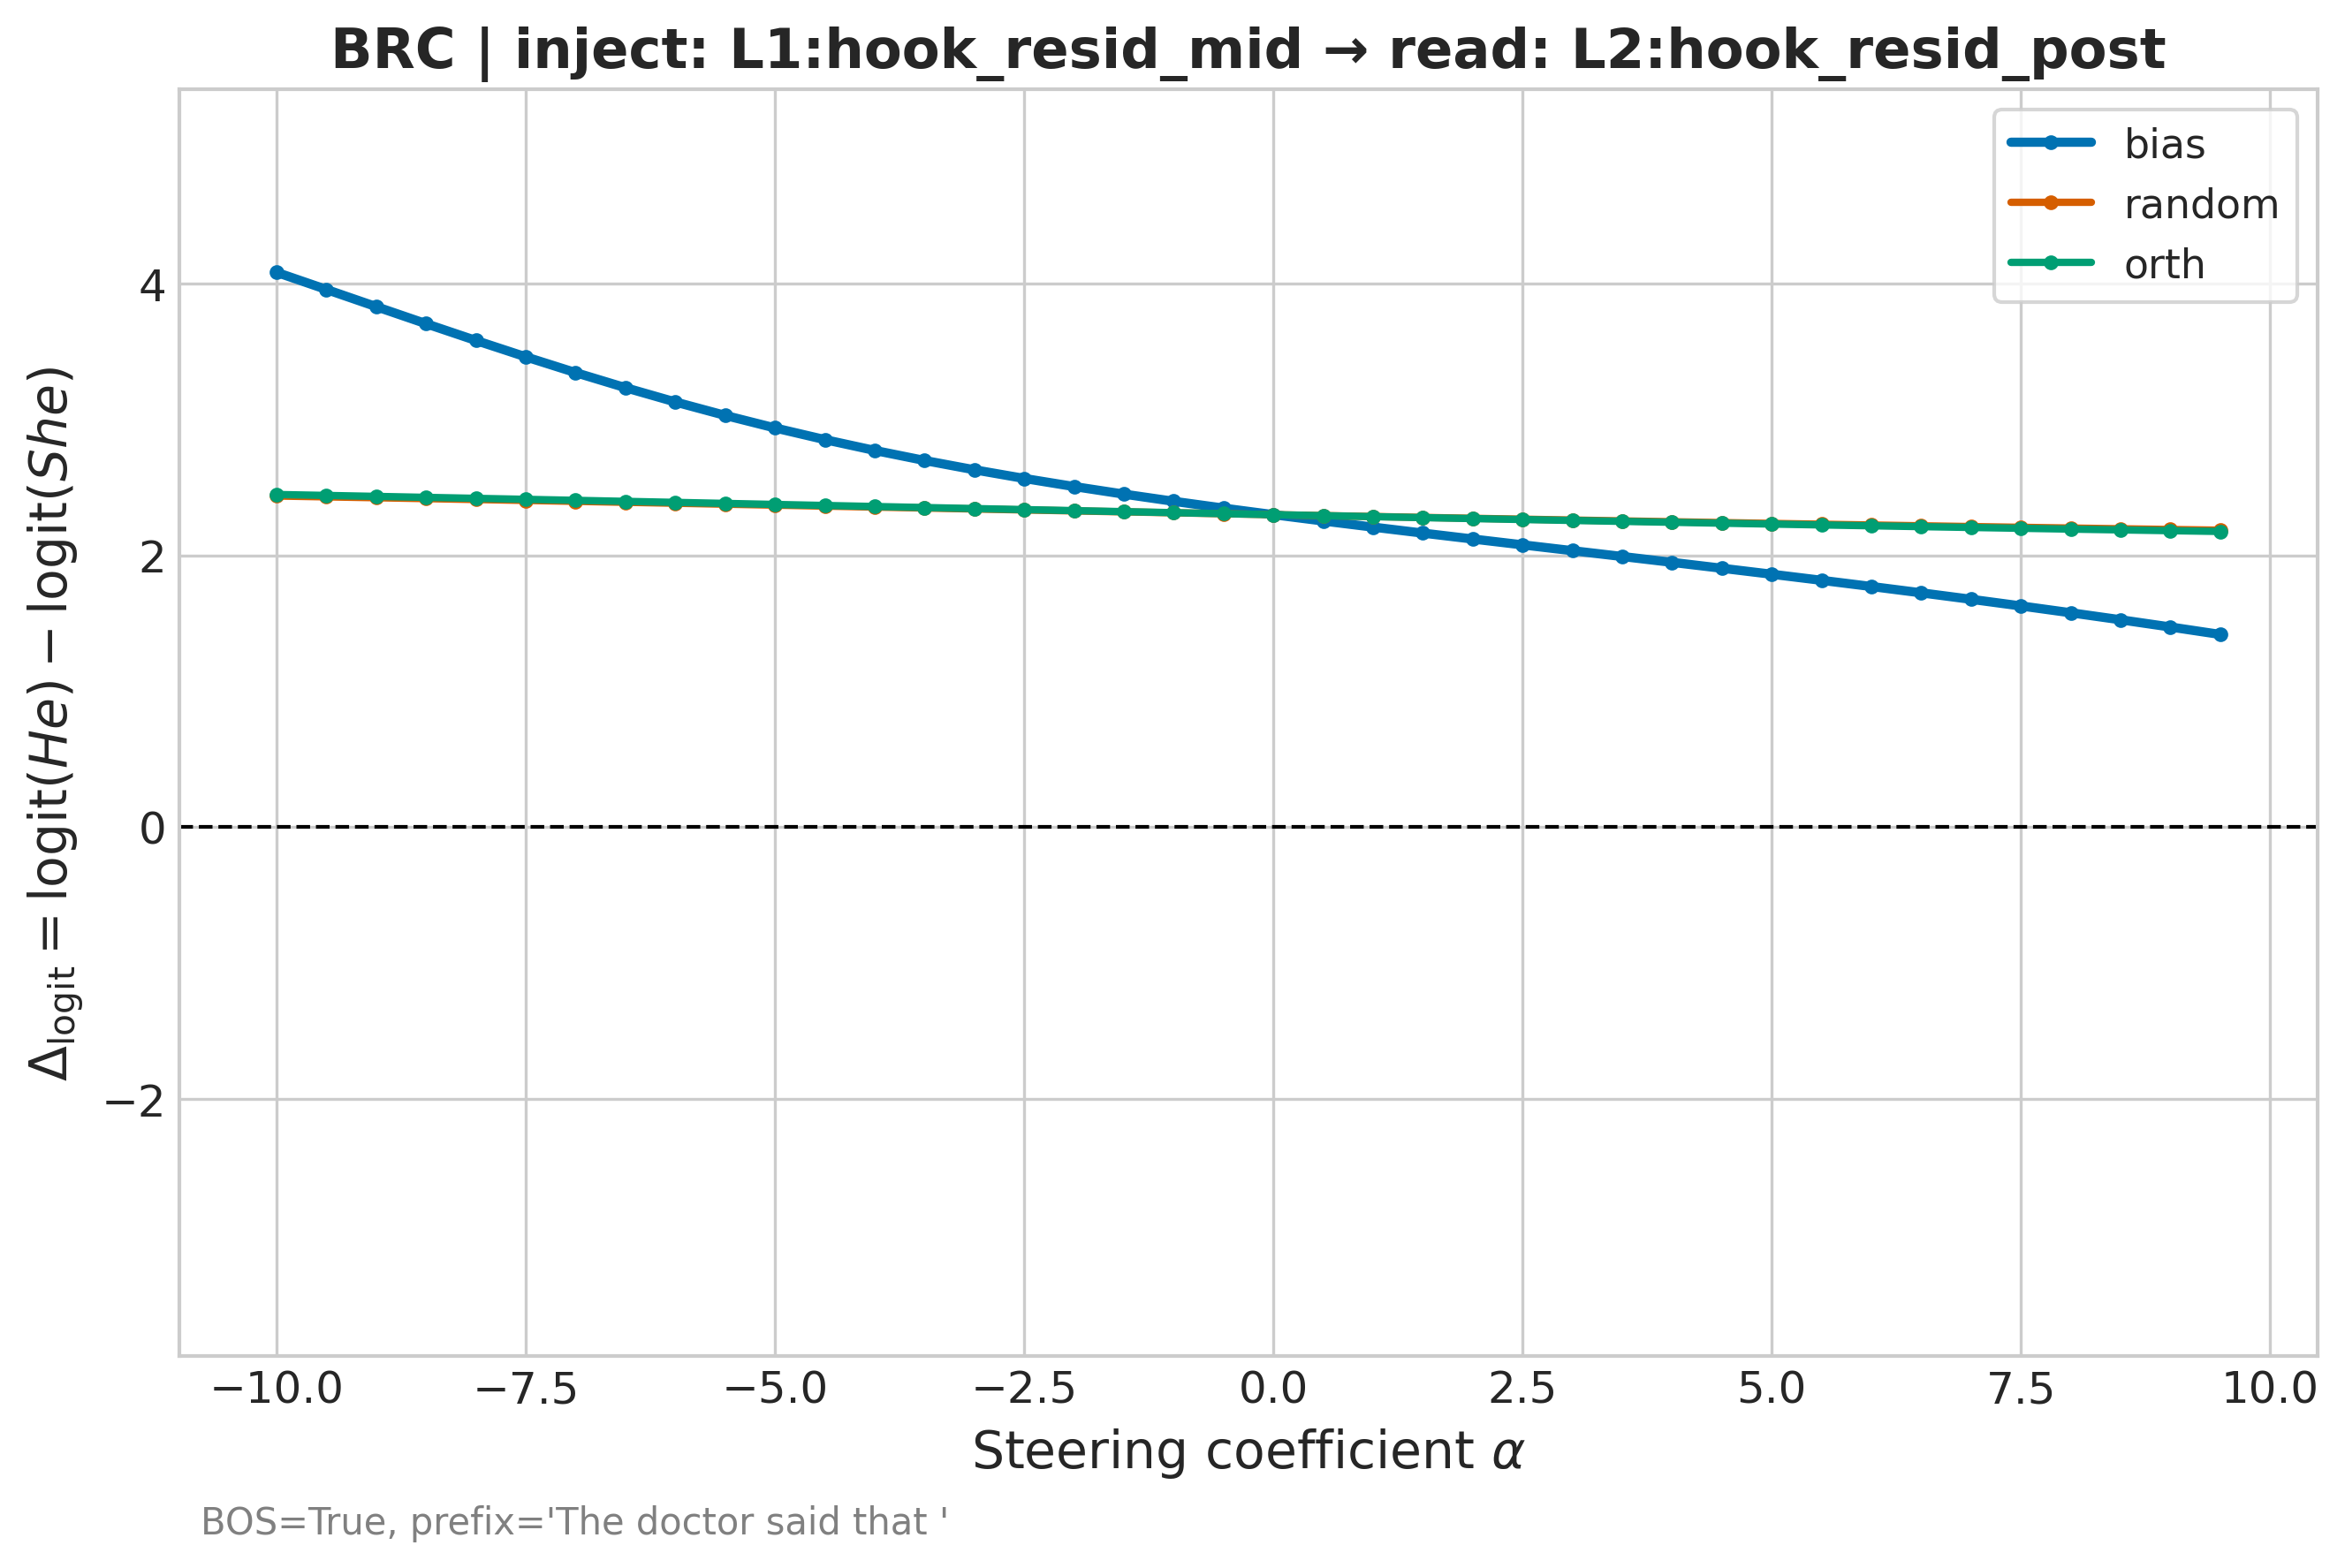 BRC | inject: L1:hook_resid_mid → read: L2:hook_resid_post
bias
random
orth
Δlogit = logit(He) − logit(She)
4
2
0
−2
−10.0
−7.5
−5.0
−2.5
0.0
2.5
5.0
7.5
10.0
Steering coefficient α
BOS=True, prefix='The doctor said that '